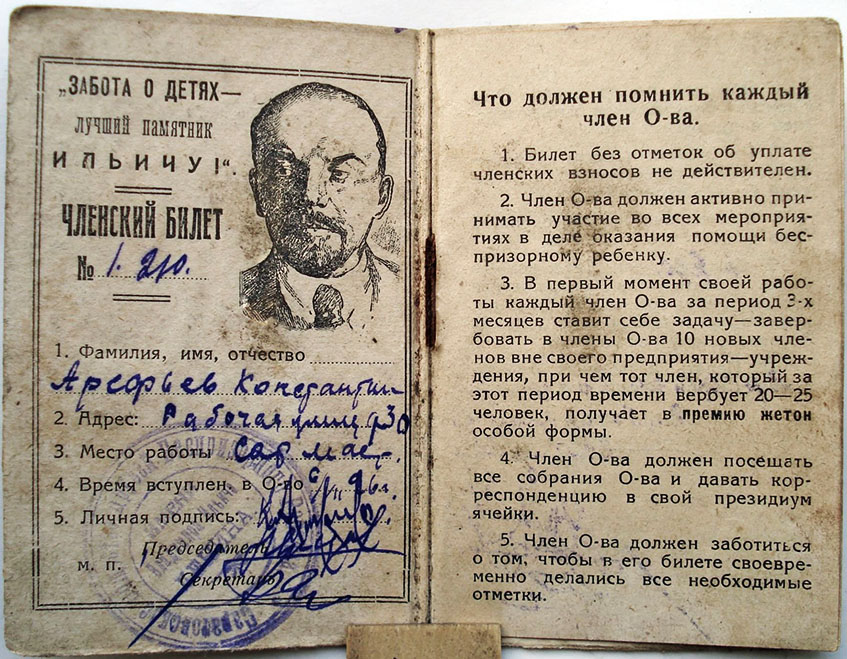 „ЗАБОТА О ДЕТЯХ—
ЛУЧШИЙ ПАМЯТНИК
ИЛЬИЧУ!“.
ЧЛЕНСКИЙ БИЛЕТ
№ 1.210.
1. Фамилия, имя, отчество
Арефьев Константин
2. Адрес: Рабочая улица д 30
3. Место работы Сар Маст.
4. Время вступлен. в О-во
5. Личная подпись:
Председатель
М. П.
Секретарь
Что должен помнить каждый
член О-ва.
1. Билет без отметок об уплате
членских взносов не действителен.
2. Член О-ва должен активно при-
нимать участие во всех мероприя-
тиях в деле оказания помощи бес-
призорному ребенку.
3. В первый момент своей рабо-
ты каждый член О-ва за период 3-х
месяцев ставит себе задачу—завер-
бовать в члены О-ва 10 новых чле-
нов вне своего предприятия—учреж-
дения, при чем тот член, который за
этот период времени вербует 20—25
человек, получает в премию жетон
особой формы.
4. Член О-ва должен посещать
все собрания О-ва и давать кор-
респонденцию в свой президиум
ячейки.
5. Член О-ва должен заботиться
о том, чтобы в его билете своевре-
менно делались все необходимые
отметки.